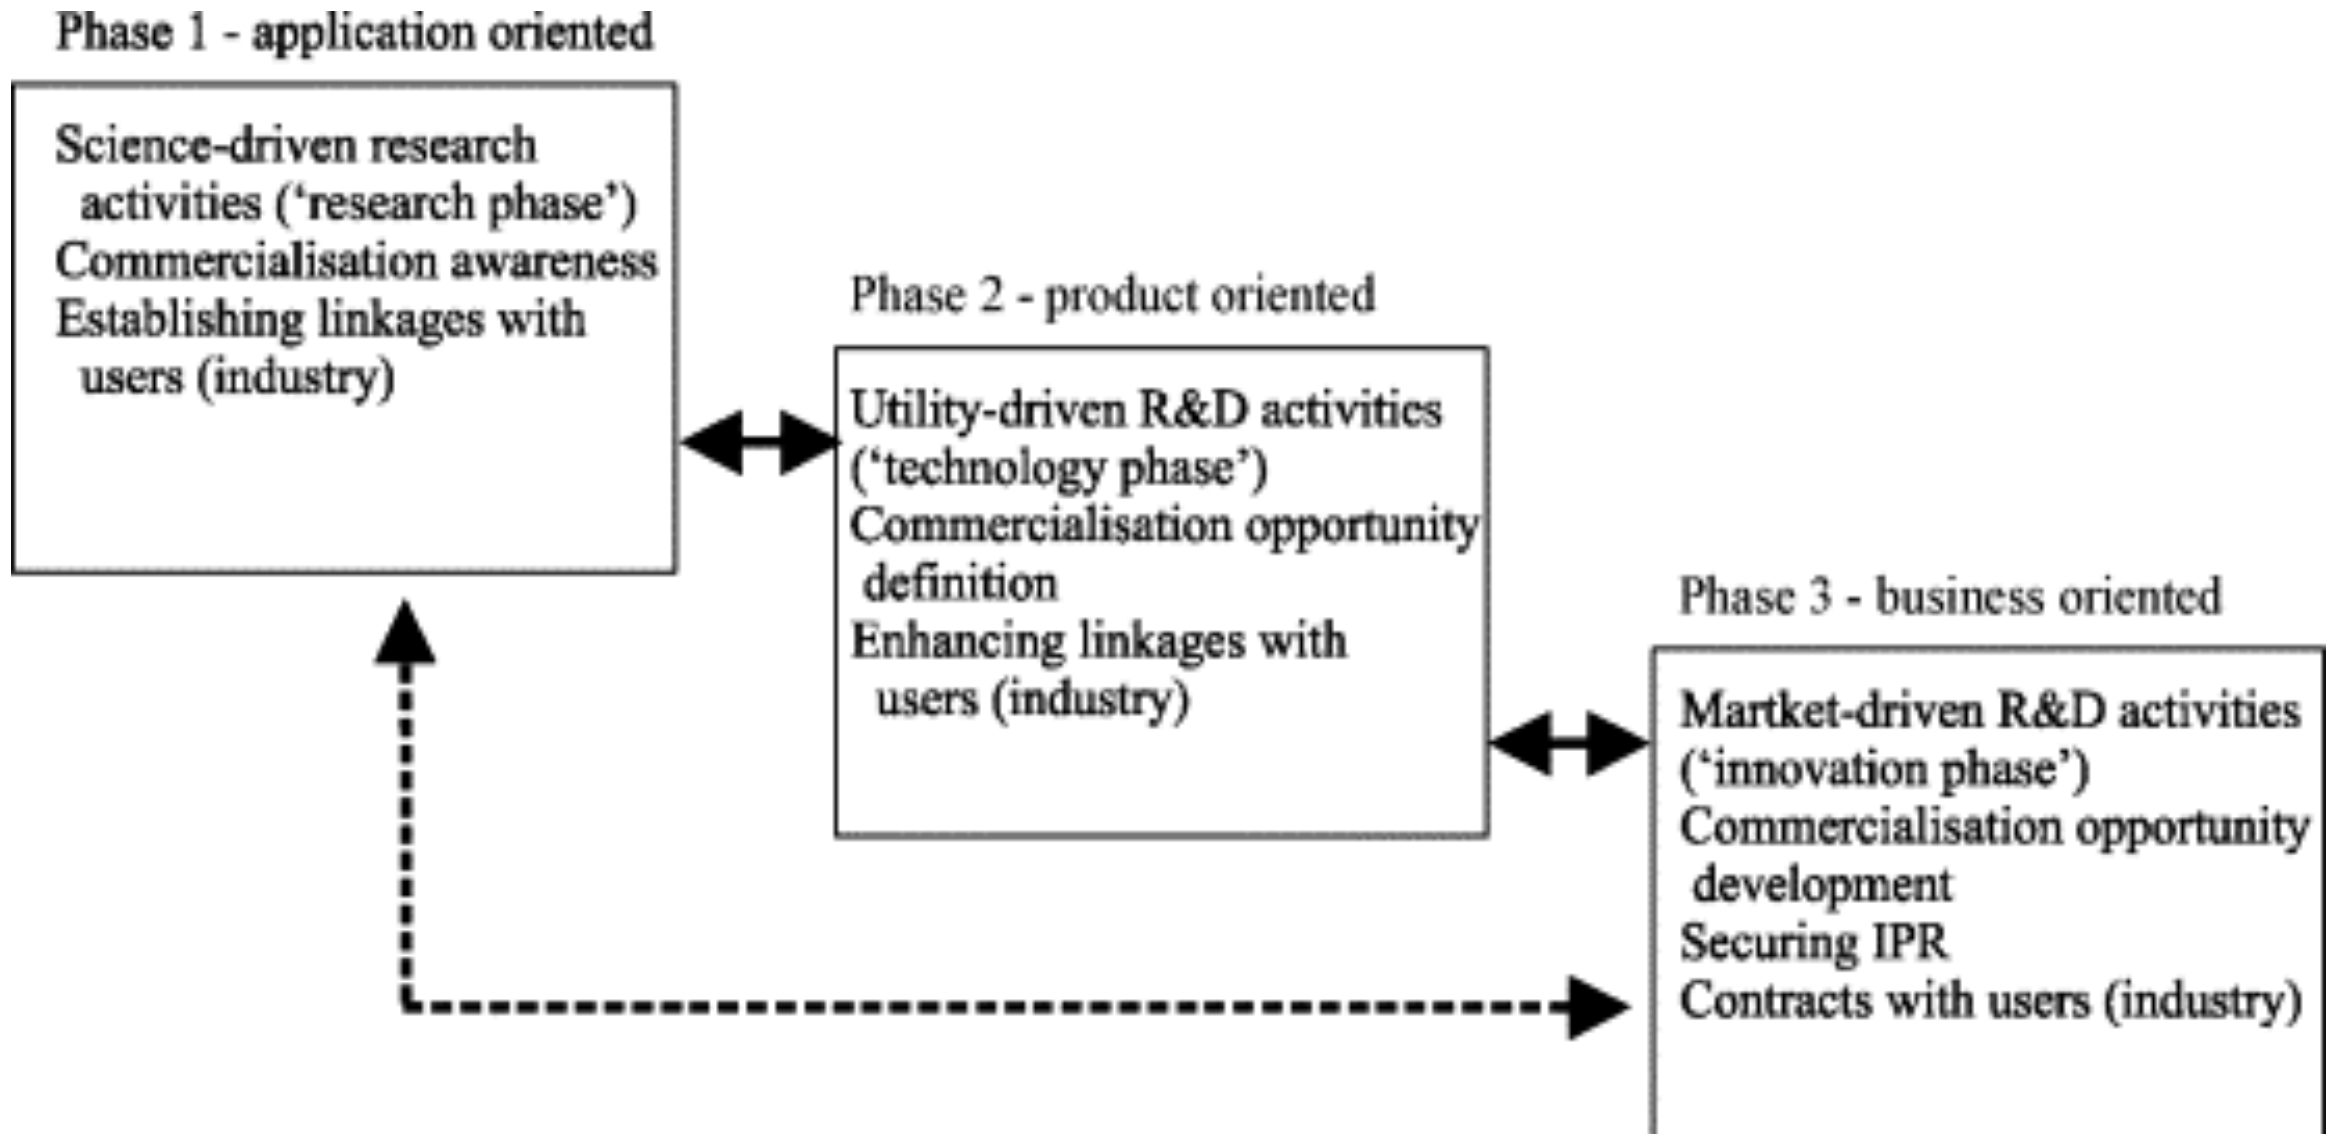 Phase 1 - application oriented
Science-driven research
activities (‘research phase’)
Commercialisation awareness
Establishing linkages with
users (industry)
Phase 2 - product oriented
Utility-driven R&D activities
(‘technology phase’)
Commercialisation opportunity
definition
Enhancing linkages with
users (industry)
Phase 3 - business oriented
Martket-driven R&D activities
(‘innovation phase’)
Commercialisation opportunity
development
Securing IPR
Contracts with users (industry)